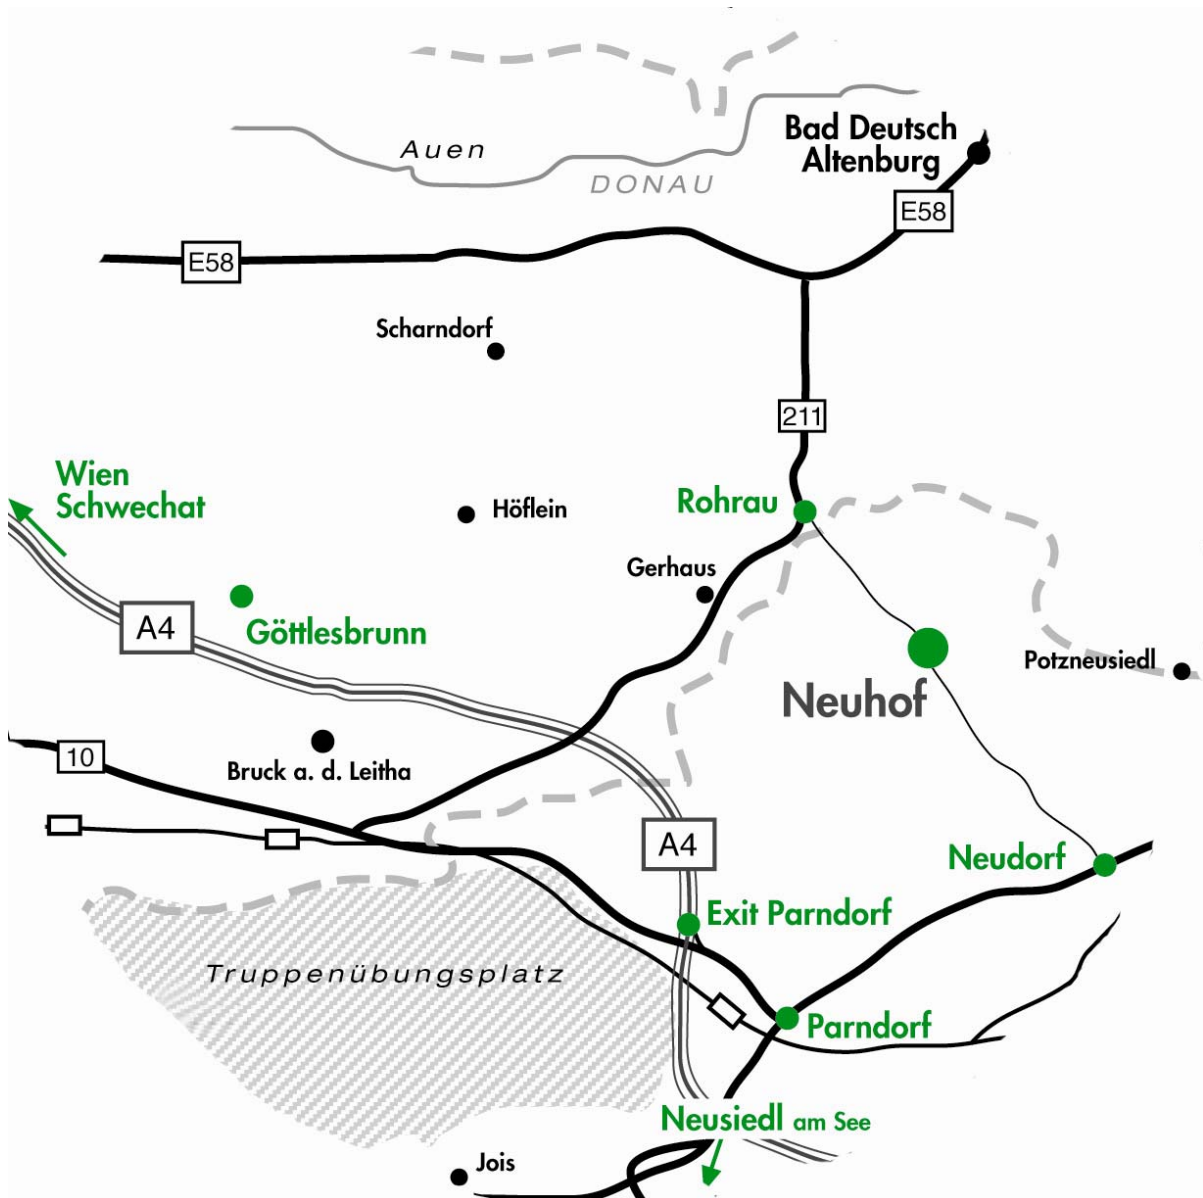 Auen
DONAU
Bad Deutsch
Altenburg
E58
E58
Scharndorf
211
Wien
Schwechat
Höflein
Rohrau
Gerhaus
A4
Göttlesbrunn
Potzneusiedl
Neuhof
10
Bruck a. d. Leitha
A4
Neudorf
Exit Parndorf
Truppenübungsplatz
Parndorf
Neusiedl am See
Jois